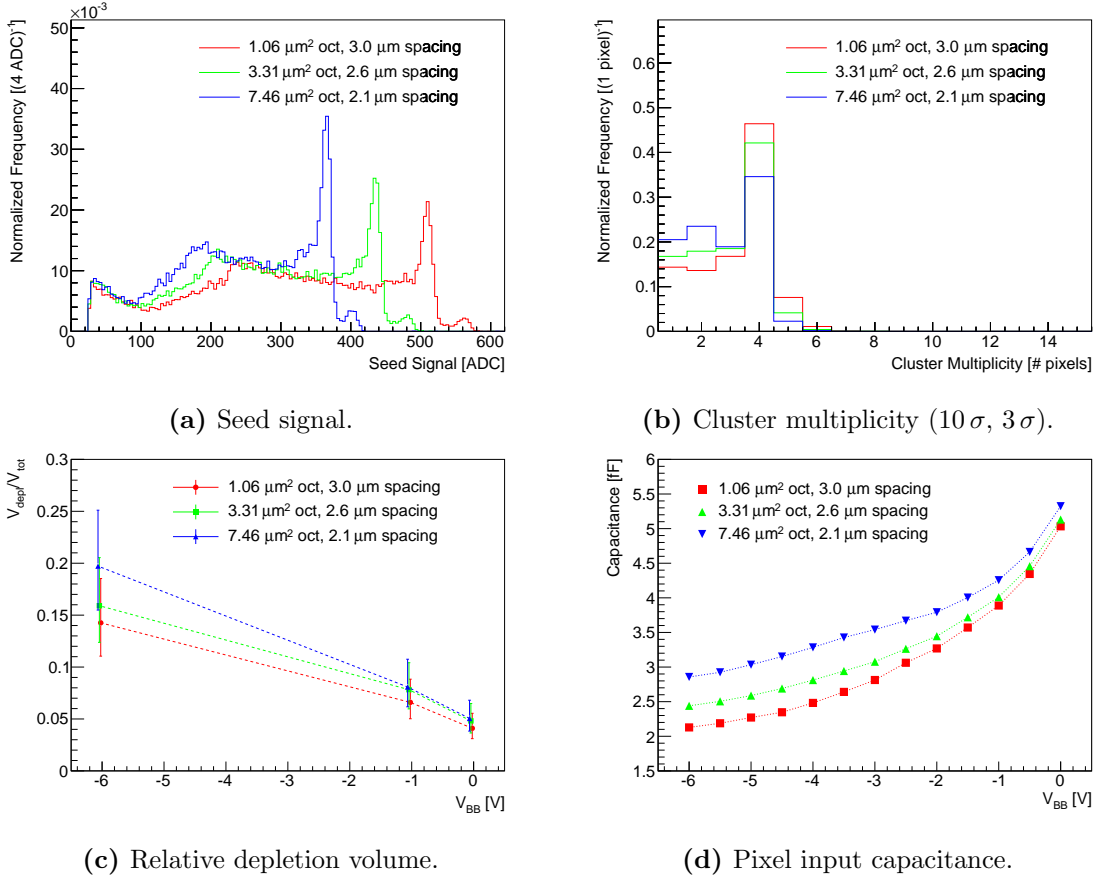 ×10⁻³
50
40
30
20
10
0
Normalized Frequency [(4 ADC)⁻¹]
1.06 μm² oct, 3.0 μm spacing
3.31 μm² oct, 2.6 μm spacing
7.46 μm² oct, 2.1 μm spacing
0 100 200 300 400 500 600
Seed Signal [ADC]
(a) Seed signal.
0.6
0.5
0.4
0.3
0.2
0.1
0
Normalized Frequency [(1 pixel)⁻¹]
1.06 μm² oct, 3.0 μm spacing
3.31 μm² oct, 2.6 μm spacing
7.46 μm² oct, 2.1 μm spacing
2 4 6 8 10 12 14
Cluster Multiplicity [# pixels]
(b) Cluster multiplicity (10 σ, 3 σ).
0.3
0.25
0.2
0.15
0.1
0.05
0
V_depl/V_tot
1.06 μm² oct, 3.0 μm spacing
3.31 μm² oct, 2.6 μm spacing
7.46 μm² oct, 2.1 μm spacing
-6 -5 -4 -3 -2 -1 0
V_BB [V]
(c) Relative depletion volume.
6
5.5
5
4.5
4
3.5
3
2.5
2
1.5
Capacitance [fF]
1.06 μm² oct, 3.0 μm spacing
3.31 μm² oct, 2.6 μm spacing
7.46 μm² oct, 2.1 μm spacing
-6 -5 -4 -3 -2 -1 0
V_BB [V]
(d) Pixel input capacitance.